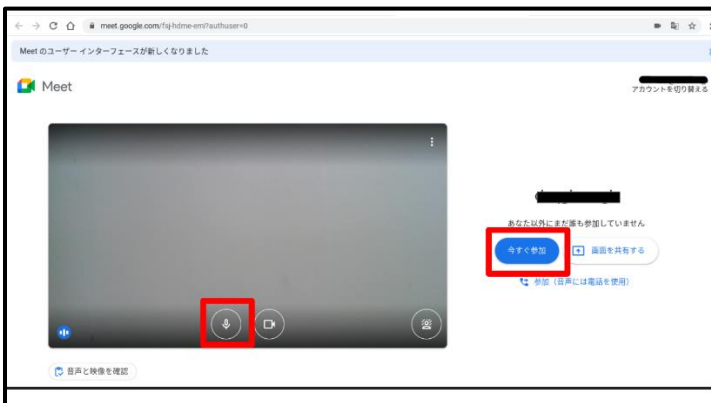 meet.google.com/fsj-hdme-emi?authuser=0
Meet のユーザー インターフェースが新しくなりました
Meet
アカウントを切り替える
あなた以外にまだ誰も参加していません
今すぐ参加
画面を共有する
参加（音声には電話を使用）
音声と映像を確認